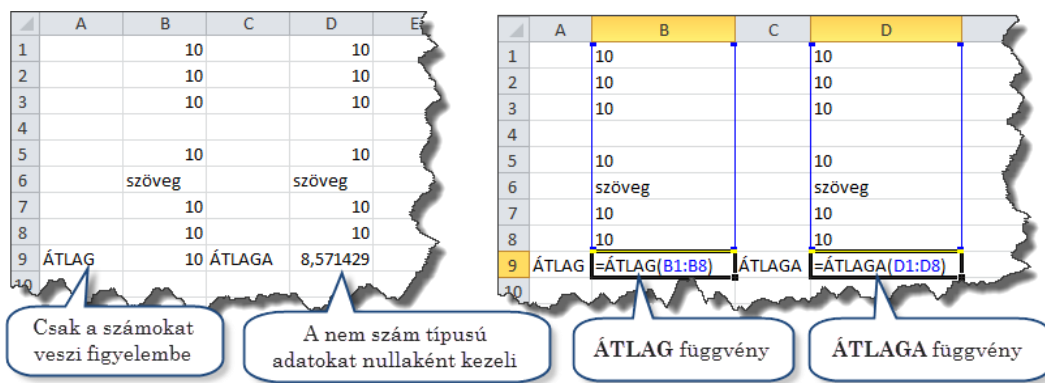 A B C D E
1 10 10
2 10 10
3 10 10
4
5 10 10
6 szöveg szöveg
7 10 10
8 10 10
9 ÁTLAG 10 ÁTLAGA 8,571429
10
Csak a számokat
veszi figyelembe
A nem szám típusú
adatokat nullaként kezeli
A B C D
1 10 10
2 10 10
3 10 10
4
5 10 10
6 szöveg szöveg
7 10 10
8 10 10
9 ÁTLAG =ÁTLAG(B1:B8) ÁTLAGA =ÁTLAGA(D1:D8)
10
ÁTLAG függvény
ÁTLAGA függvény